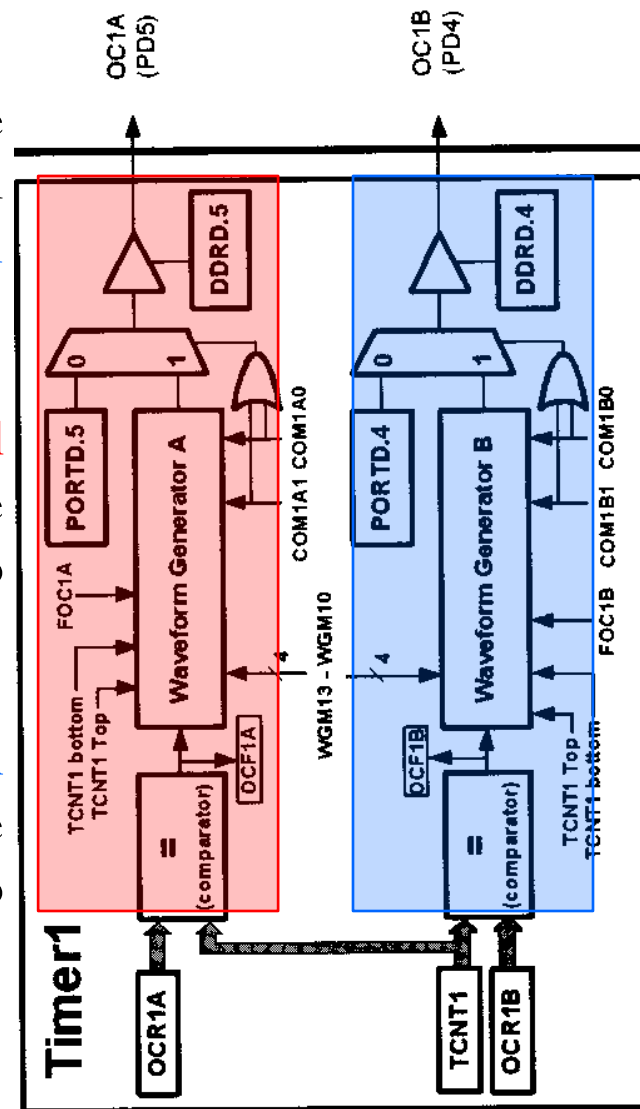 Timer1
OCR1A
TCNT1
OCR1B
=
(comparator)
OCF1A
TCNT1 bottom
TCNT1 Top
FOC1A
Waveform Generator A
COM1A1 COM1A0
PORTD.5
0
1
DDRD.5
OC1A
(PD5)
WGM13 - WGM10
4
4
=
(comparator)
OCF1B
TCNT1 Top
TCNT1 bottom
FOC1B
Waveform Generator B
COM1B1 COM1B0
PORTD.4
0
1
DDRD.4
OC1B
(PD4)